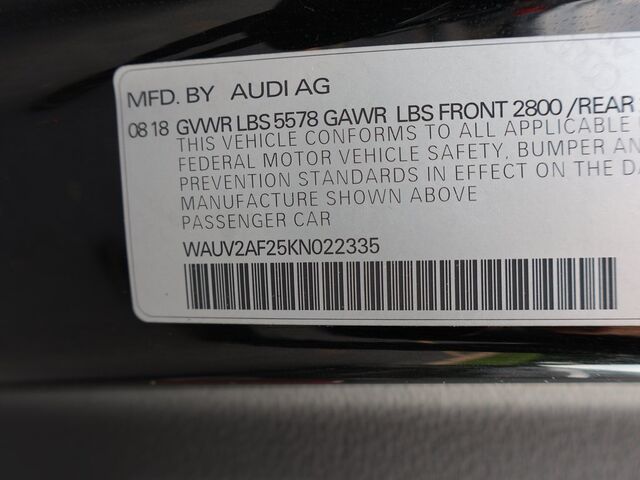 MFD. BY AUDI AG
08 18 GVWR LBS 5578 GAWR LBS FRONT 2800 /REAR
THIS VEHICLE CONFORMS TO ALL APPLICABLE
FEDERAL MOTOR VEHICLE SAFETY, BUMPER AN
PREVENTION STANDARDS IN EFFECT ON THE DA
MANUFACTURE SHOWN ABOVE
PASSENGER CAR
WAUV2AF25KN022335